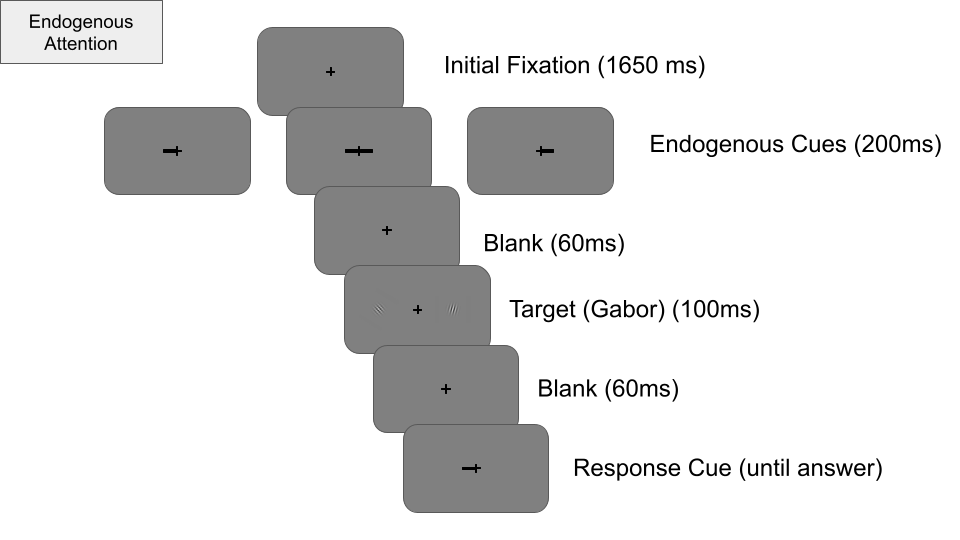 Endogenous
Attention
Initial Fixation (1650 ms)
Endogenous Cues (200ms)
Blank (60ms)
Target (Gabor) (100ms)
Blank (60ms)
Response Cue (until answer)